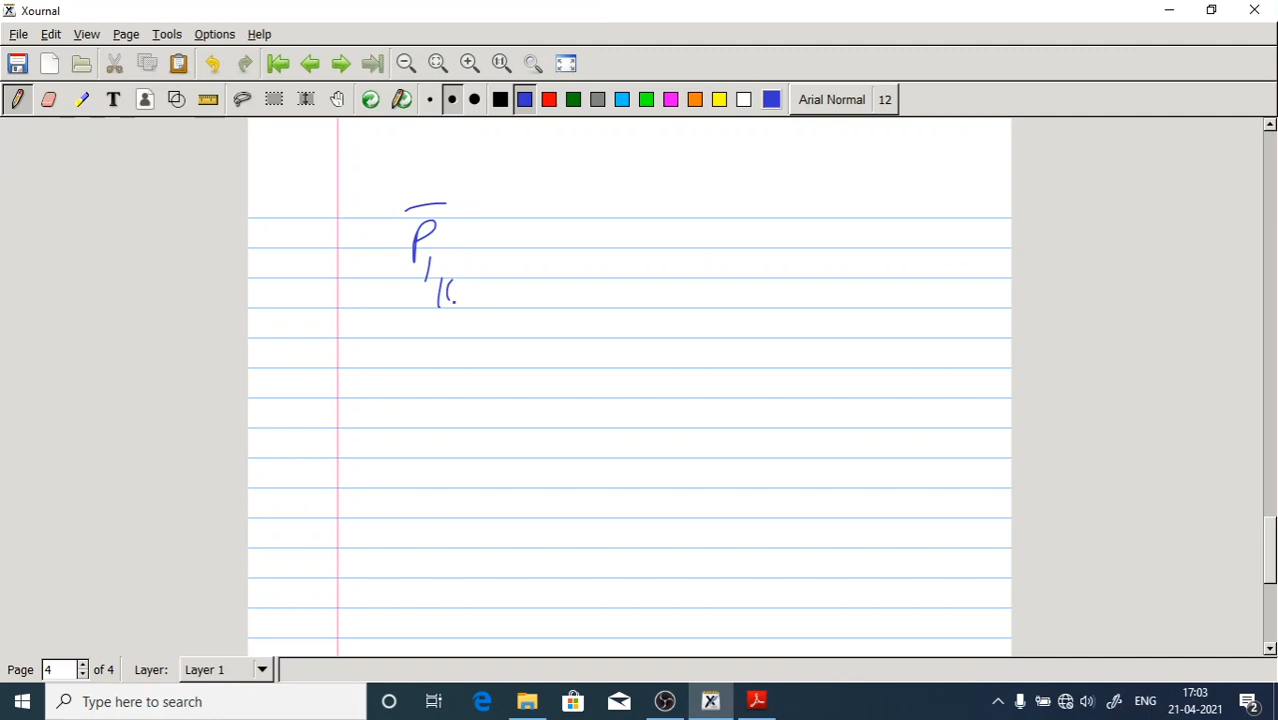 Xournal
File Edit View Page Tools Options Help
T Arial Normal 12
P
Page 4 of 4 Layer: Layer 1
Type here to search
ENG 17:03
21-04-2021
2